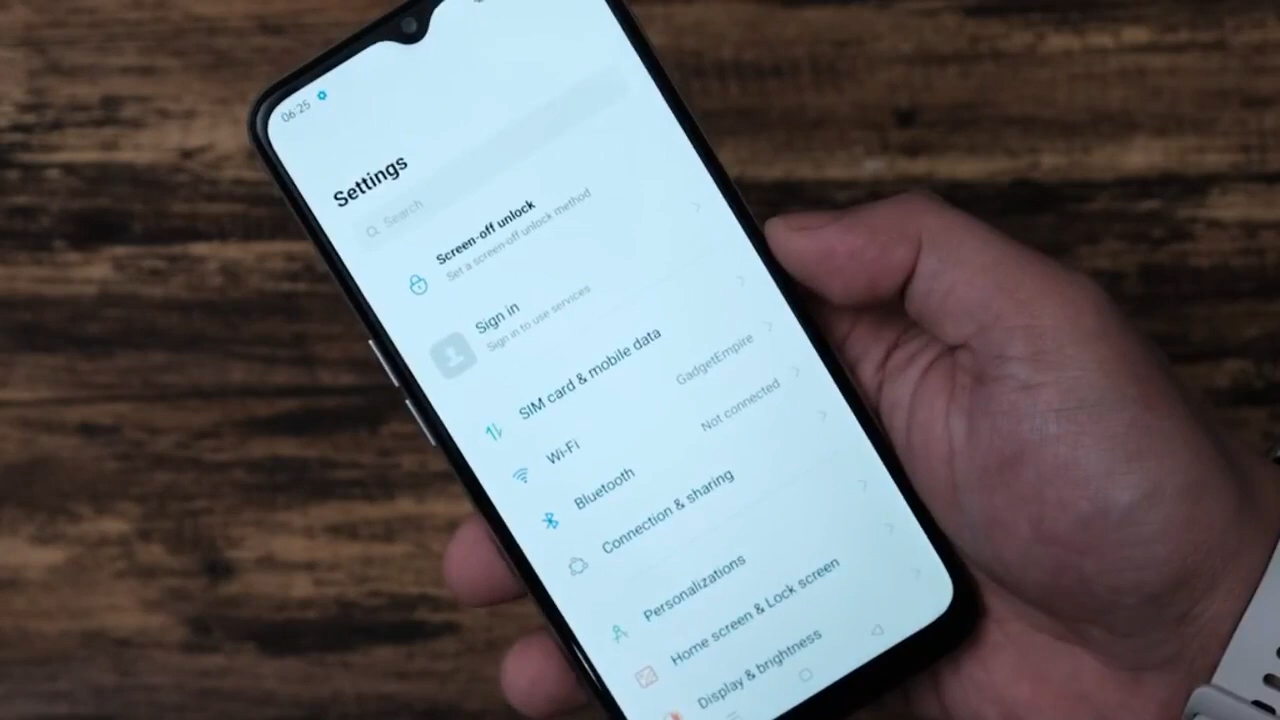 06:25
Settings
Search
Screen-off unlock
Set a screen-off unlock method
Sign in
Sign in to use services
SIM card & mobile data
Wi-Fi
GadgetEmpire
Bluetooth
Not connected
Connection & sharing
Personalizations
Home screen & Lock screen
Display & brightness